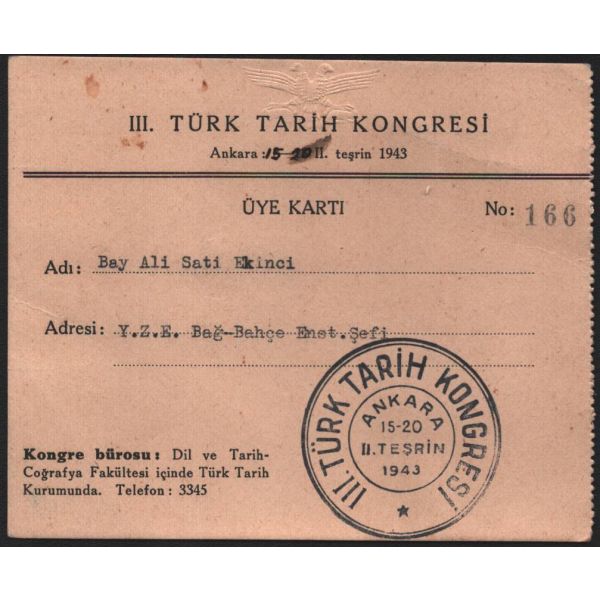 III. TÜRK TARİH KONGRESİ
Ankara: 15-20 II. teşrin 1943
ÜYE KARTI
No: 166
Adı: Bay Ali Sati Ekinci
Adresi: Y.Z.E. Bağ-Bahçe Enst.Şefi
Kongre bürosu: Dil ve Tarih-
Coğrafya Fakültesi içinde Türk Tarih
Kurumunda. Telefon: 3345
III. TÜRK TARİH KONGRESİ
ANKARA
15-20
II. TEŞRİN
1943